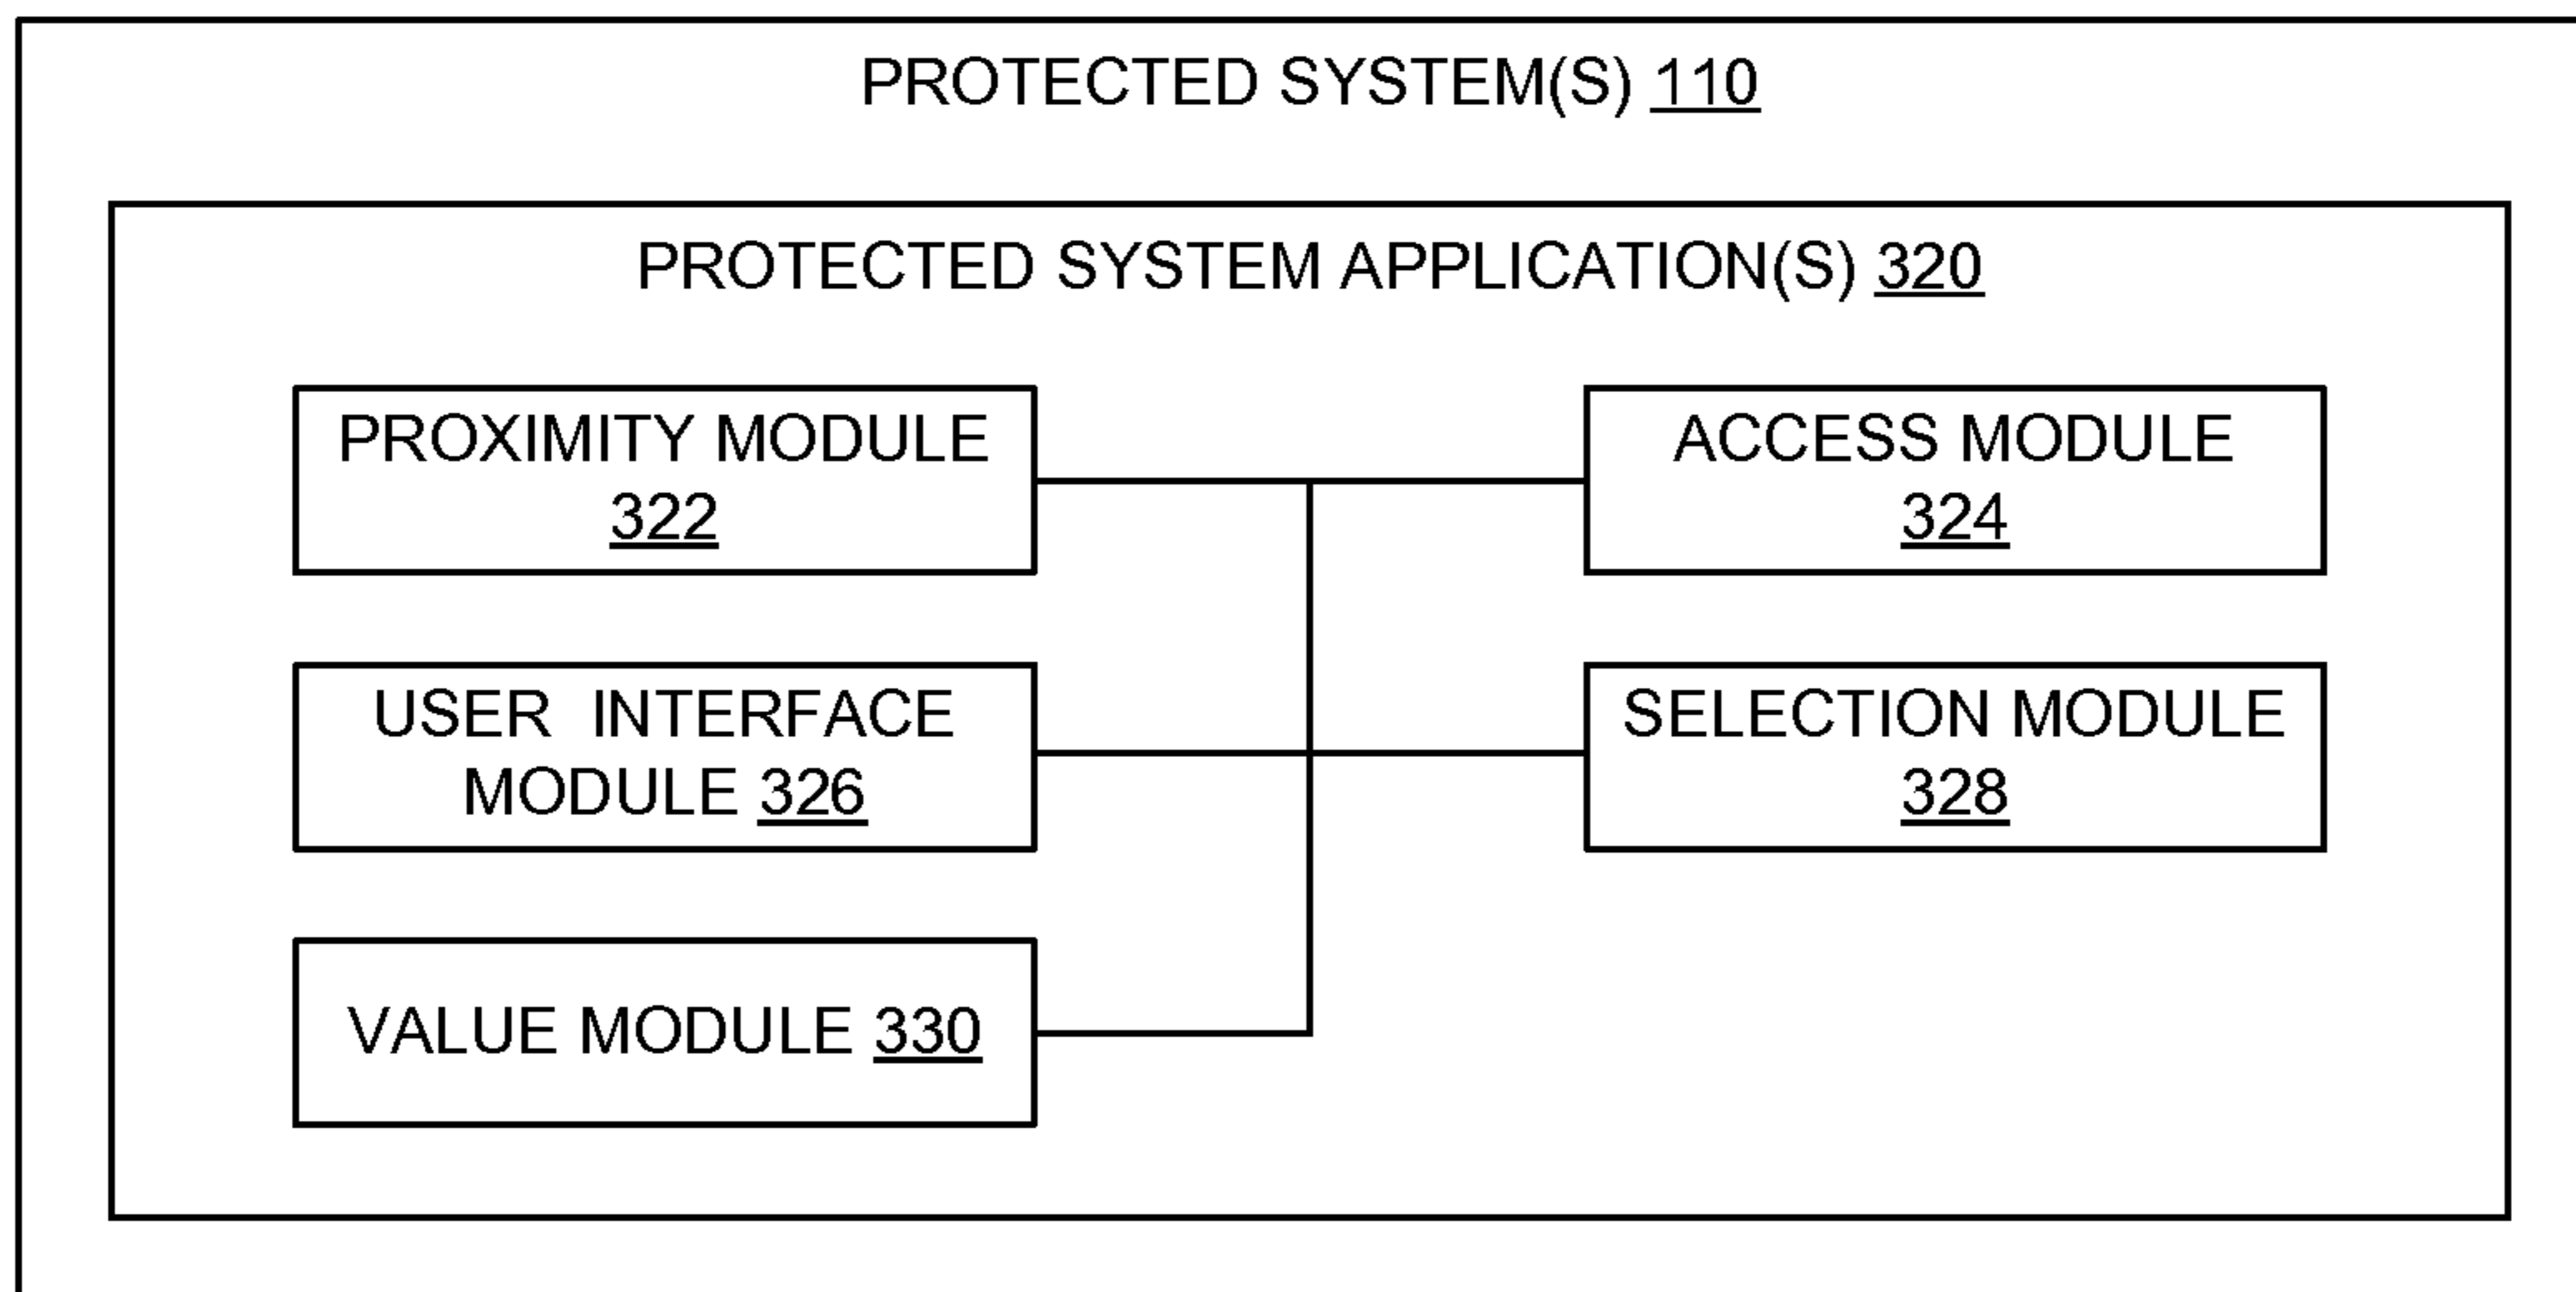 PROTECTED SYSTEM(S) 110
PROTECTED SYSTEM APPLICATION(S) 320
PROXIMITY MODULE
322
ACCESS MODULE
324
USER INTERFACE
MODULE 326
SELECTION MODULE
328
VALUE MODULE 330